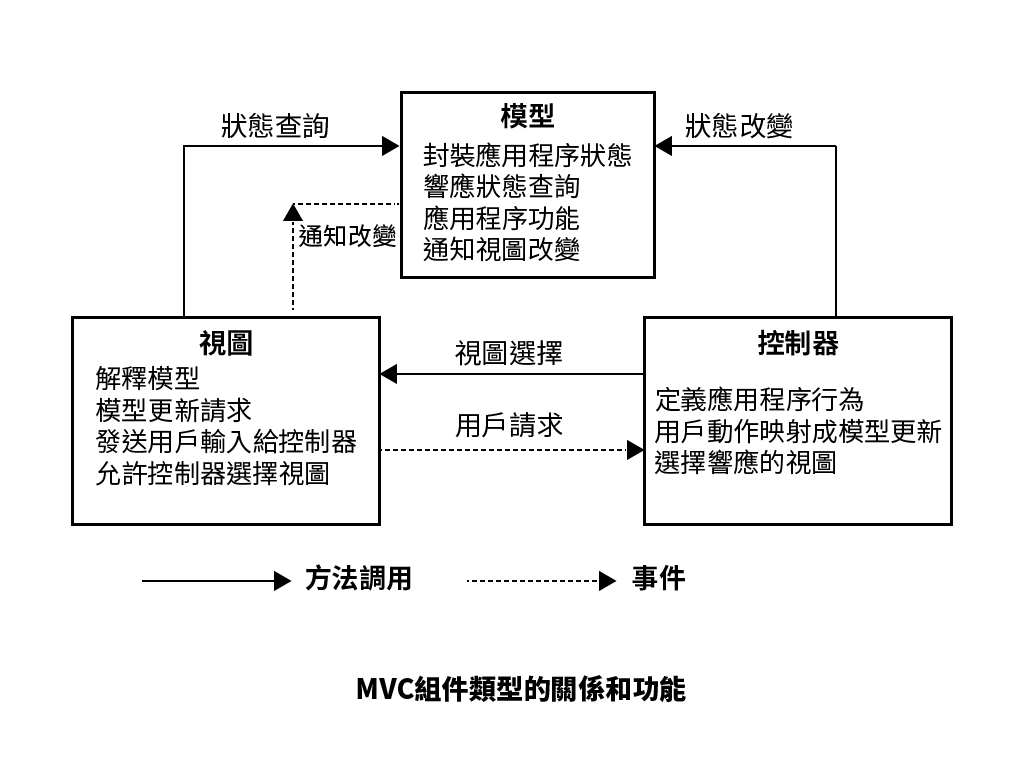 狀態查詢
模型
狀態改變
封裝應用程序狀態
響應狀態查詢
應用程序功能
通知視圖改變
通知改變
視圖
解釋模型
模型更新請求
發送用戶輸入給控制器
允許控制器選擇視圖
視圖選擇
用戶請求
控制器
定義應用程序行為
用戶動作映射成模型更新
選擇響應的視圖
方法調用
事件
MVC組件類型的關係和功能